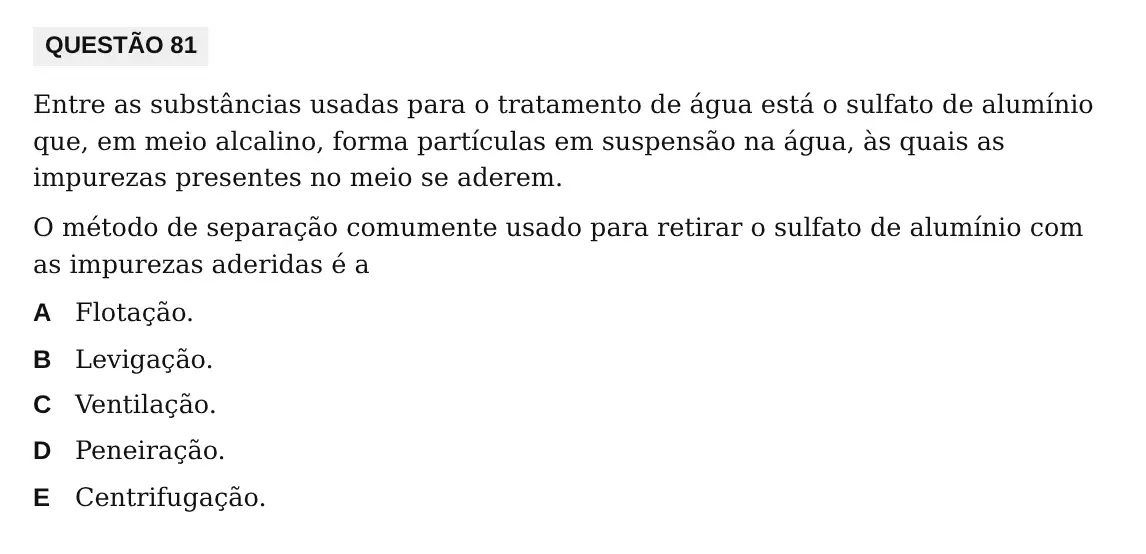 QUESTÃO 81
Entre as substâncias usadas para o tratamento de água está o sulfato de alumínio
que, em meio alcalino, forma partículas em suspensão na água, às quais as
impurezas presentes no meio se aderem.
O método de separação comumente usado para retirar o sulfato de alumínio com
as impurezas aderidas é a
A Flotação.
B Levigação.
C Ventilação.
D Peneiração.
E Centrifugação.